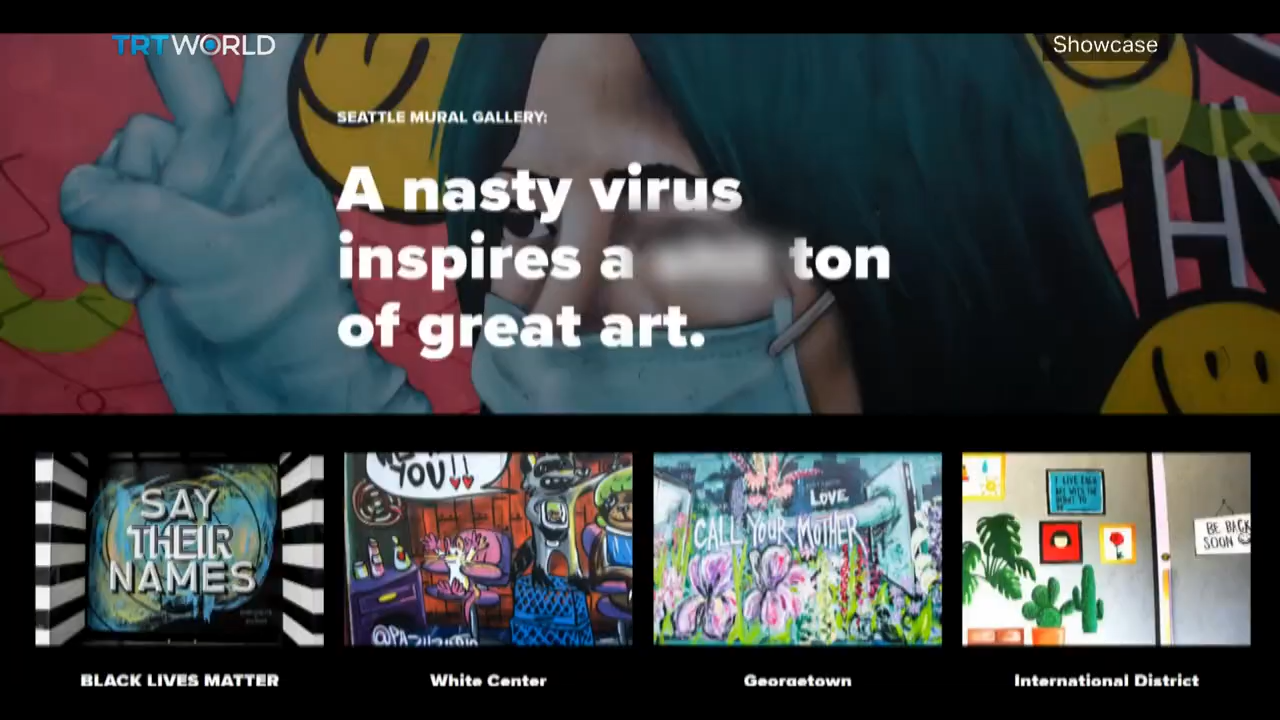 TRTWORLD
Showcase
SEATTLE MURAL GALLERY:
A nasty virus
inspires a ton
of great art.
SAY
THEIR
NAMES
YOU!!
LOVE
CALL YOUR MOTHER
BE BACK
SOON
BLACK LIVES MATTER
White Center
Georgetown
International District